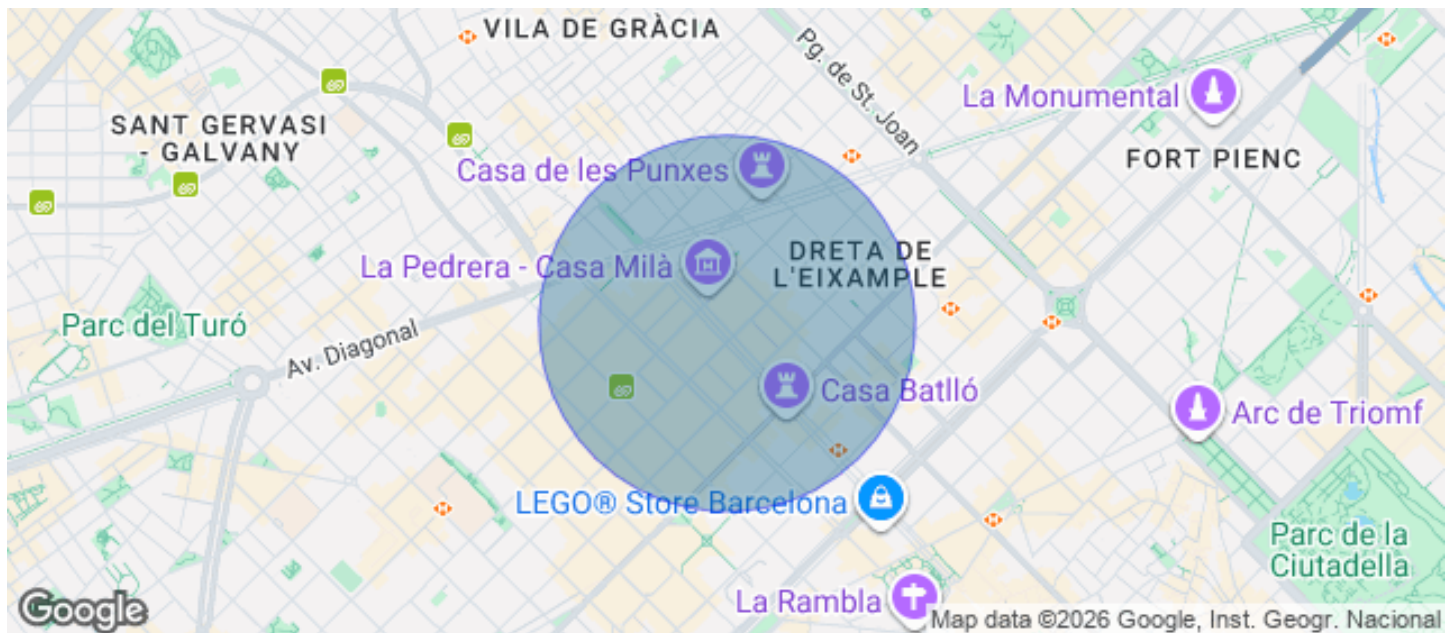 VILA DE GRÀCIA
Pg. de St. Joan
La Monumental
SANT GERVASI
- GALVANY
FORT PIENC
Casa de les Punxes
DRETA DE
L'EIXAMPLE
La Pedrera - Casa Milà
Parc del Turó
Av. Diagonal
Casa Batlló
Arc de Triomf
LEGO® Store Barcelona
Parc de la
Ciutadella
La Rambla
Google
Map data ©2026 Google, Inst. Geogr. Nacional